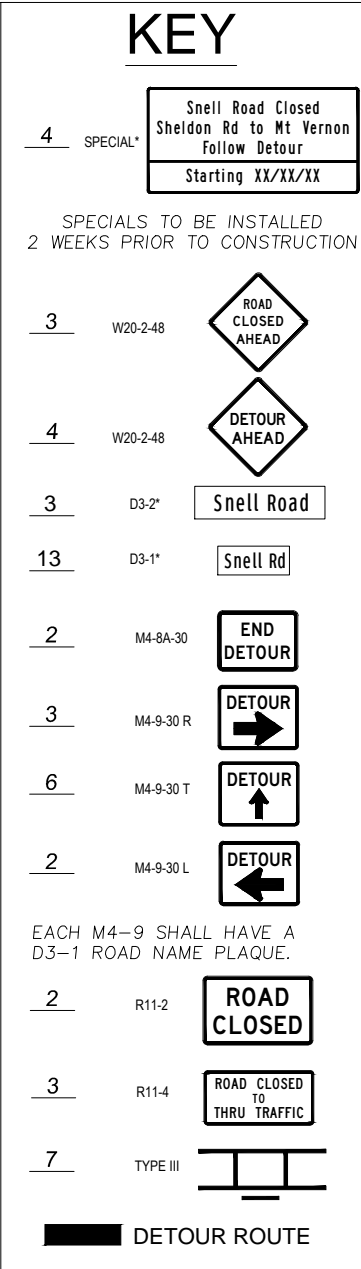 KEY
4 SPECIAL*
Snell Road Closed
Sheldon Rd to Mt Vernon
Follow Detour
Starting XX/XX/XX
SPECIALS TO BE INSTALLED
2 WEEKS PRIOR TO CONSTRUCTION
3 W20-2-48
ROAD
CLOSED
AHEAD
4 W20-2-48
DETOUR
AHEAD
3 D3-2* Snell Road
13 D3-1* Snell Rd
2 M4-8A-30
END
DETOUR
3 M4-9-30 R
DETOUR
6 M4-9-30 T
DETOUR
2 M4-9-30 L
DETOUR
EACH M4-9 SHALL HAVE A
D3-1 ROAD NAME PLAQUE.
2 R11-2
ROAD
CLOSED
3 R11-4
ROAD CLOSED
TO
THRU TRAFFIC
7 TYPE III
DETOUR ROUTE